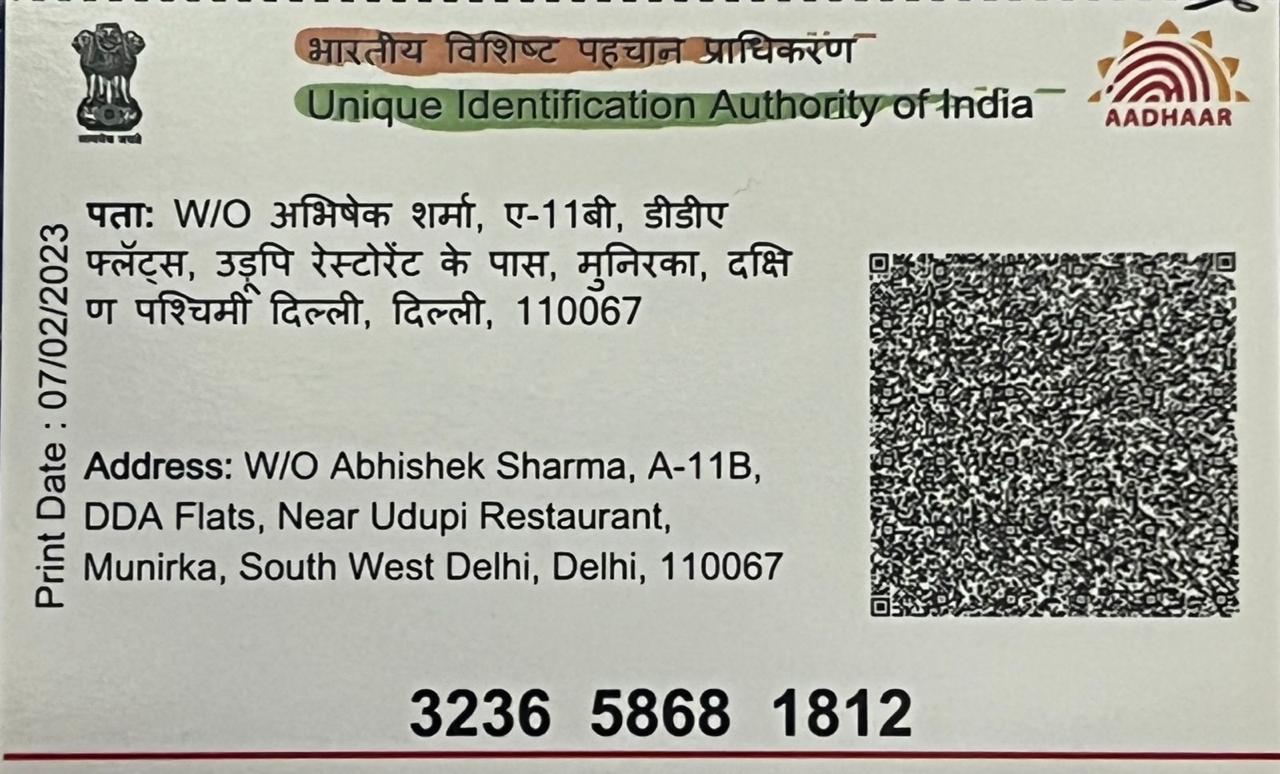 भारतीय विशिष्ट पहचान प्राधिकरण
Unique Identification Authority of India
AADHAAR
पता: W/O अभिषेक शर्मा, ए-11बी, डीडीए
फ्लॅट्स, उड़ूपि रेस्टोरेंट के पास, मुनिरका, दक्षि
ण पश्चिमी दिल्ली, दिल्ली, 110067
Print Date : 07/02/2023
Address: W/O Abhishek Sharma, A-11B,
DDA Flats, Near Udupi Restaurant,
Munirka, South West Delhi, Delhi, 110067
3236 5868 1812